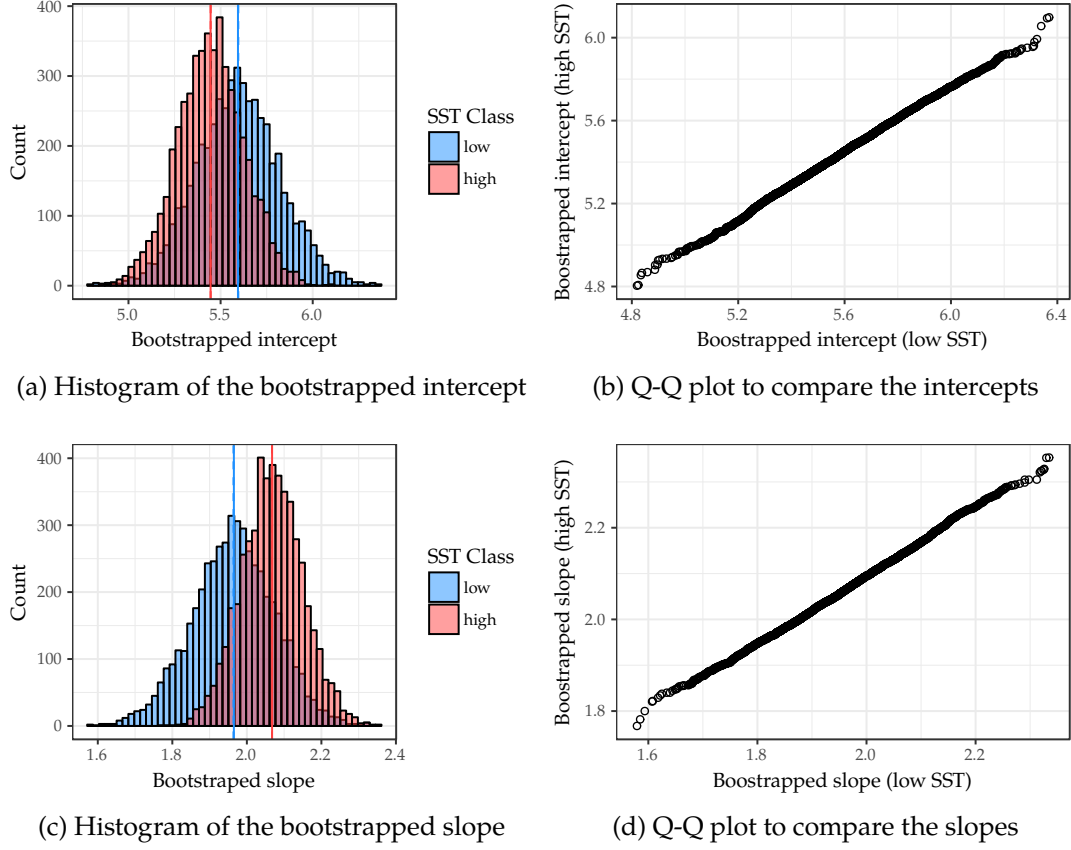 400
300
200
100
0
Count
5.0 5.5 6.0
Bootstrapped intercept
SST Class
low
high
(a) Histogram of the bootstrapped intercept
6.0
5.6
5.2
4.8
Boostrapped intercept (high SST)
4.8 5.2 5.6 6.0 6.4
Boostrapped intercept (low SST)
(b) Q-Q plot to compare the intercepts
400
300
200
100
0
Count
1.6 1.8 2.0 2.2 2.4
Bootstraped slope
SST Class
low
high
(c) Histogram of the bootstrapped slope
2.2
2.0
1.8
Boostrapped slope (high SST)
1.6 1.8 2.0 2.2
Boostrapped slope (low SST)
(d) Q-Q plot to compare the slopes